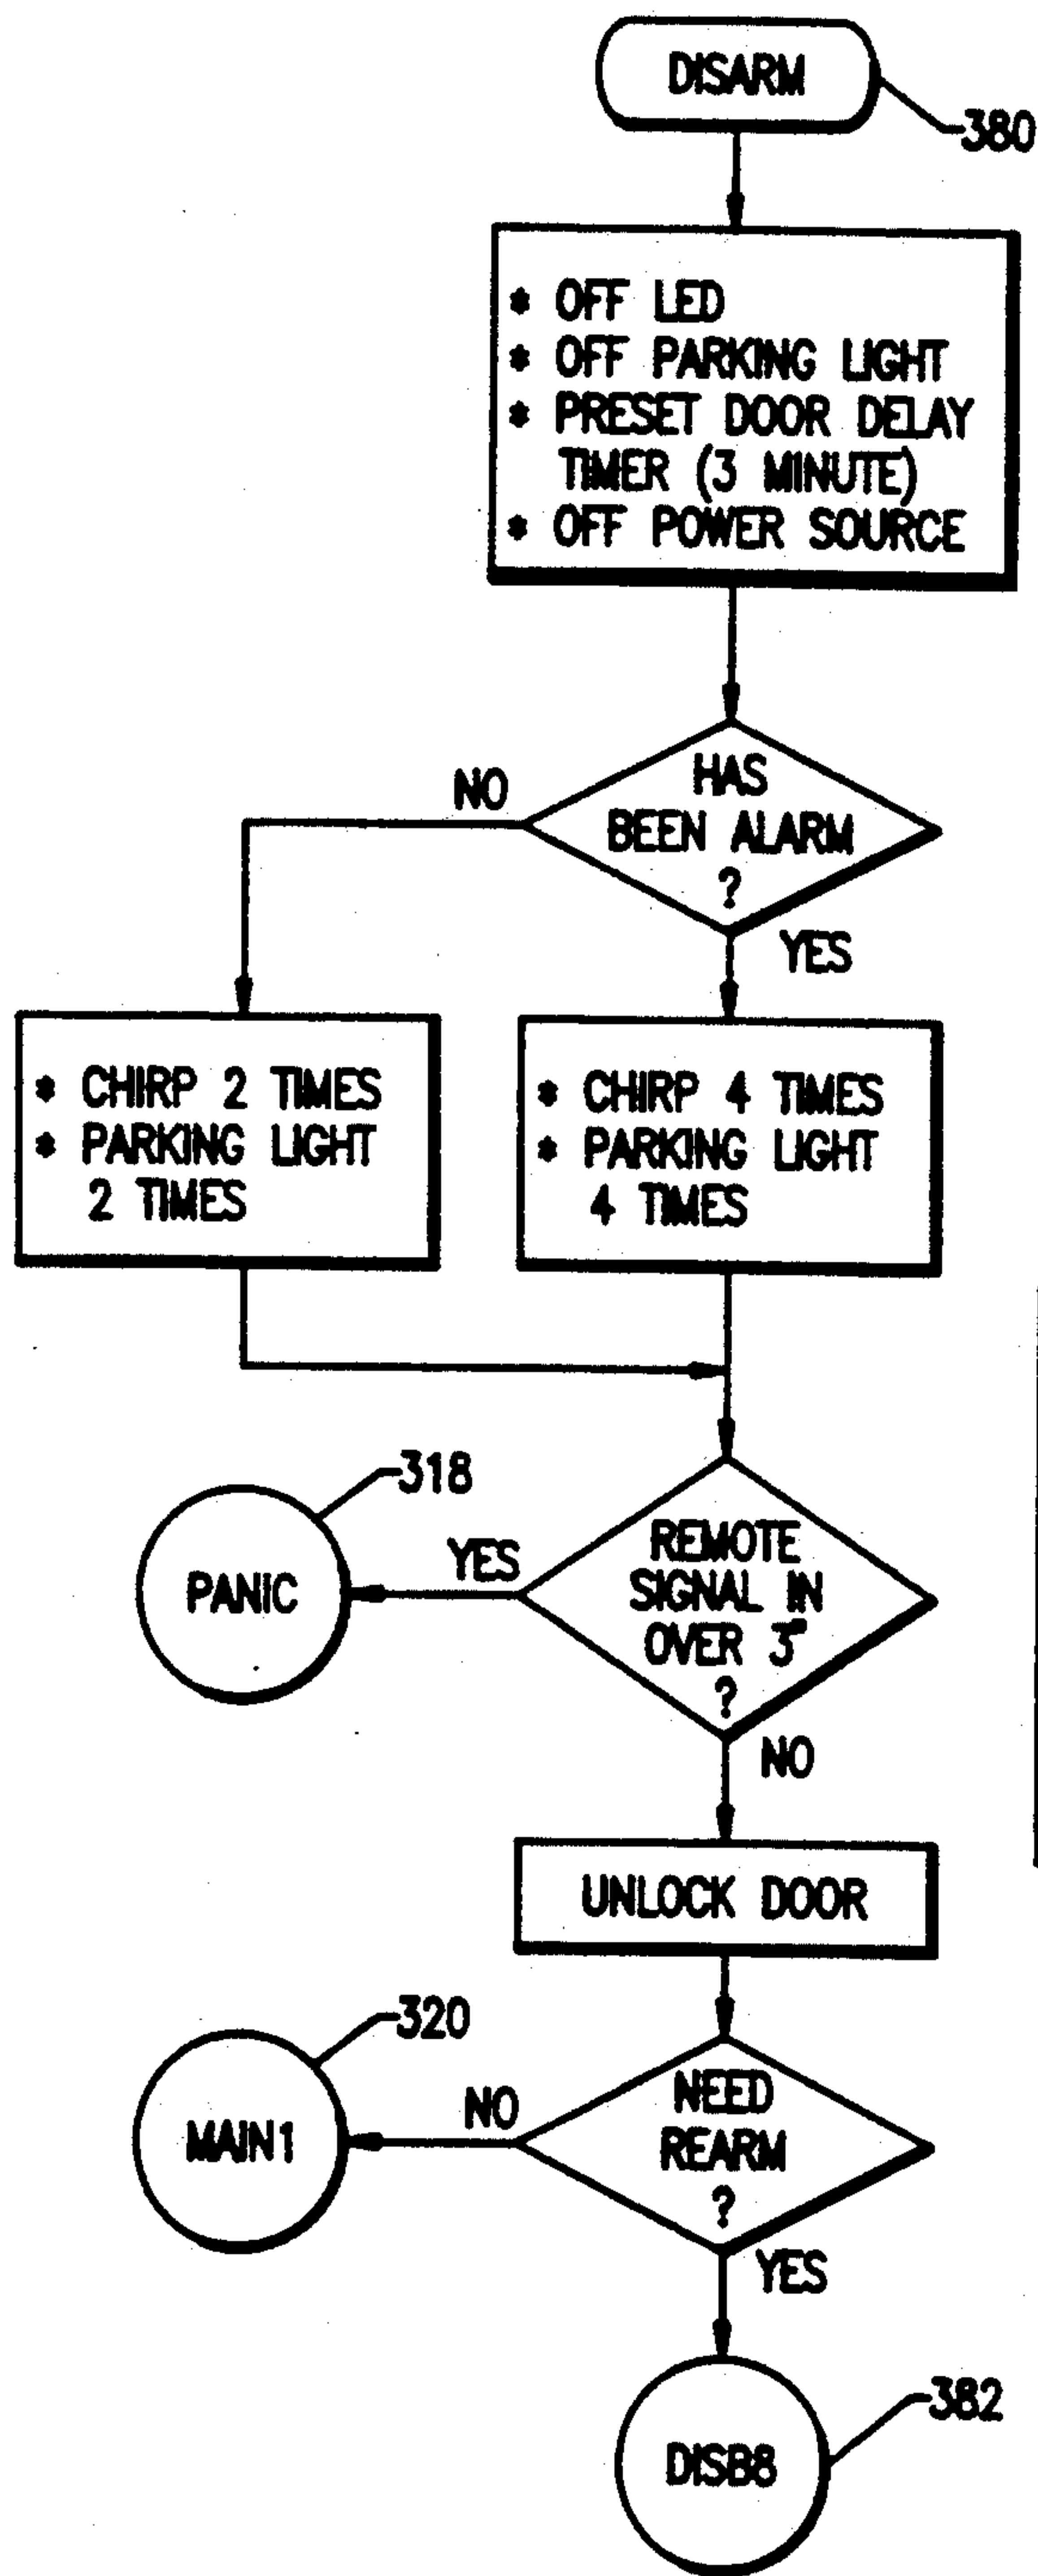 DISARM
380
* OFF LED
* OFF PARKING LIGHT
* PRESET DOOR DELAY
TIMER (3 MINUTE)
* OFF POWER SOURCE
HAS
BEEN ALARM
?
NO
YES
* CHIRP 2 TIMES
* PARKING LIGHT
2 TIMES
* CHIRP 4 TIMES
* PARKING LIGHT
4 TIMES
318
PANIC
YES
REMOTE
SIGNAL IN
OVER 3"
?
NO
UNLOCK DOOR
320
MAIN1
NO
NEED
REARM
?
YES
382
DISB8